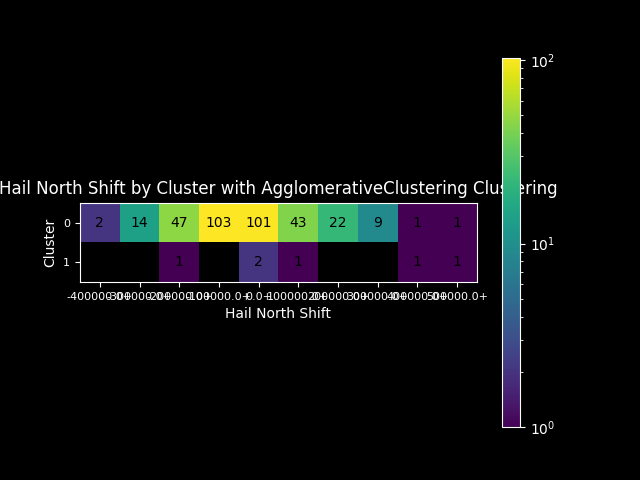 10²
Hail North Shift by Cluster with AgglomerativeClustering Clustering
0 2 14 47 103 101 43 22 9 1 1
10¹
Cluster
1 1 2 1 1 1
Hail North Shift
10⁰